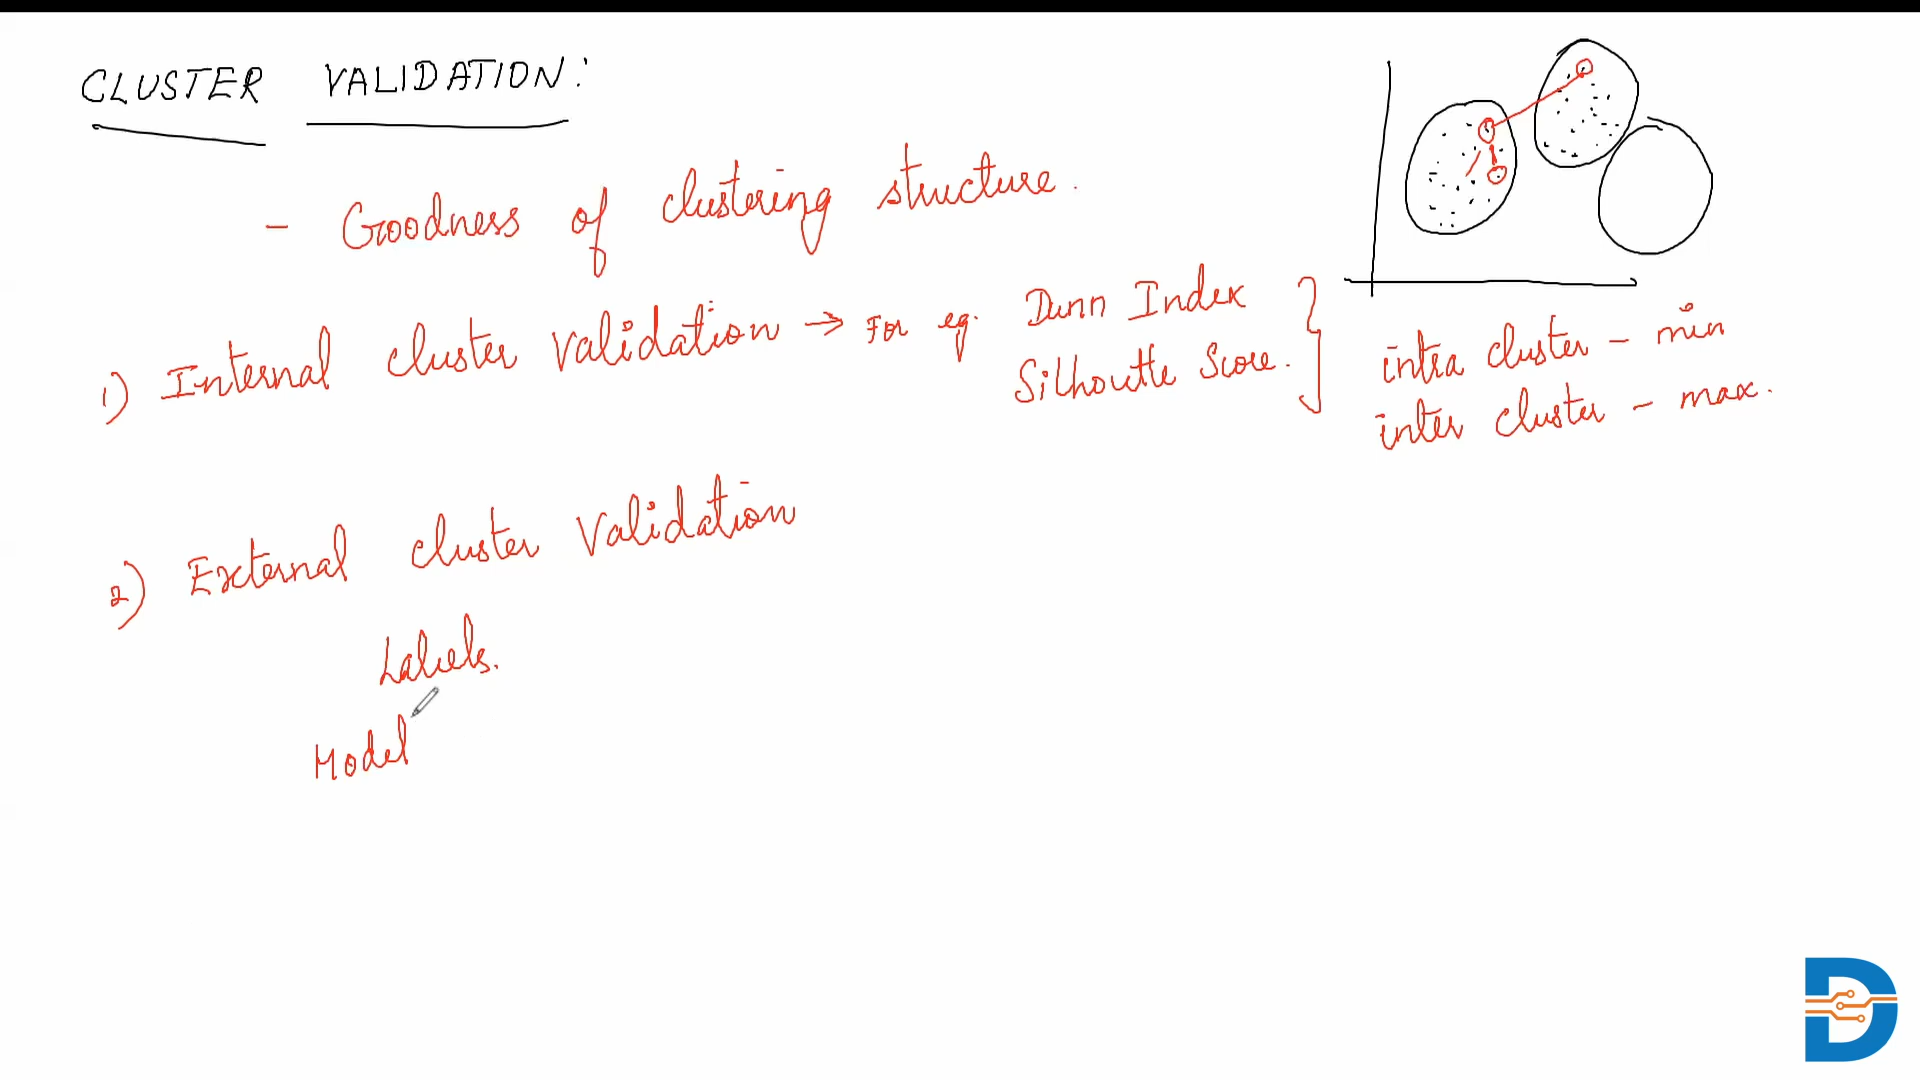 CLUSTER VALIDATION:
- Goodness of clustering structure.
1) Internal cluster validation → For eg. Dunn Index
Silhoutte Score.
intra cluster - min
inter cluster - max.
2) External cluster validation
Labels.
Model